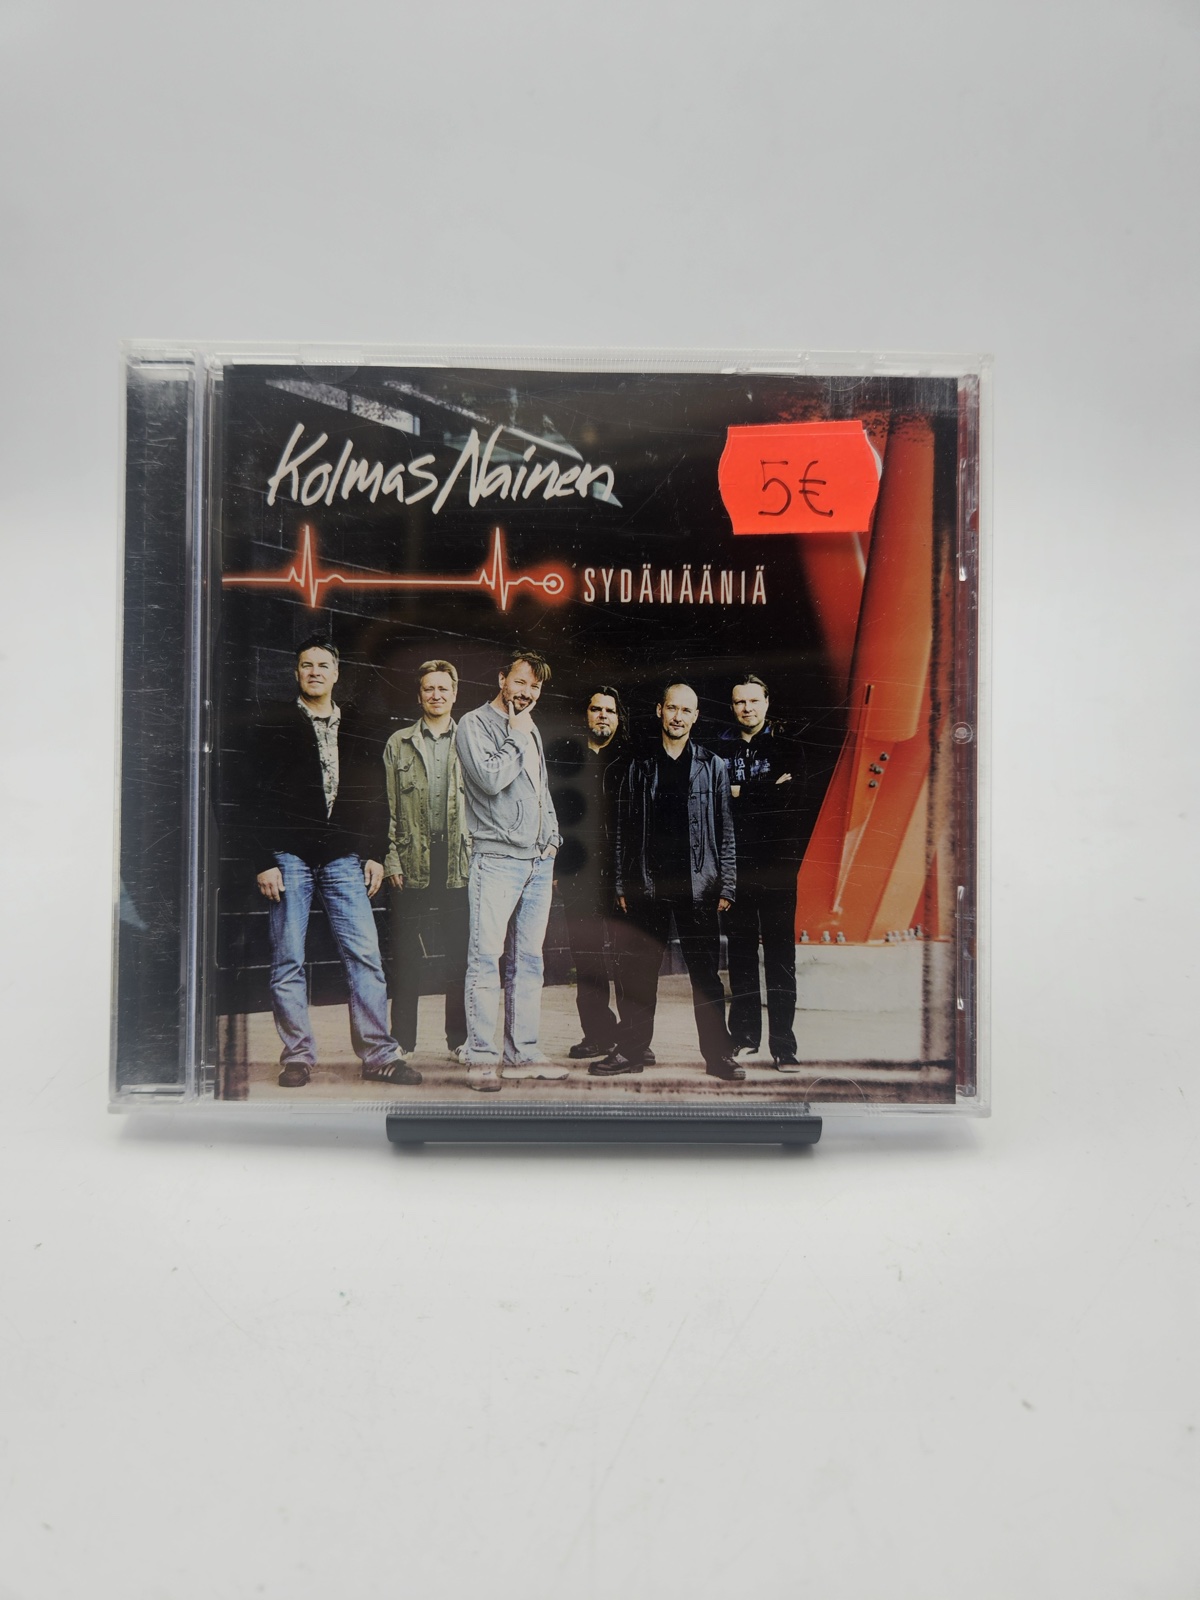 Kolmas Nainen
5€
SYDÄNÄÄNIÄ